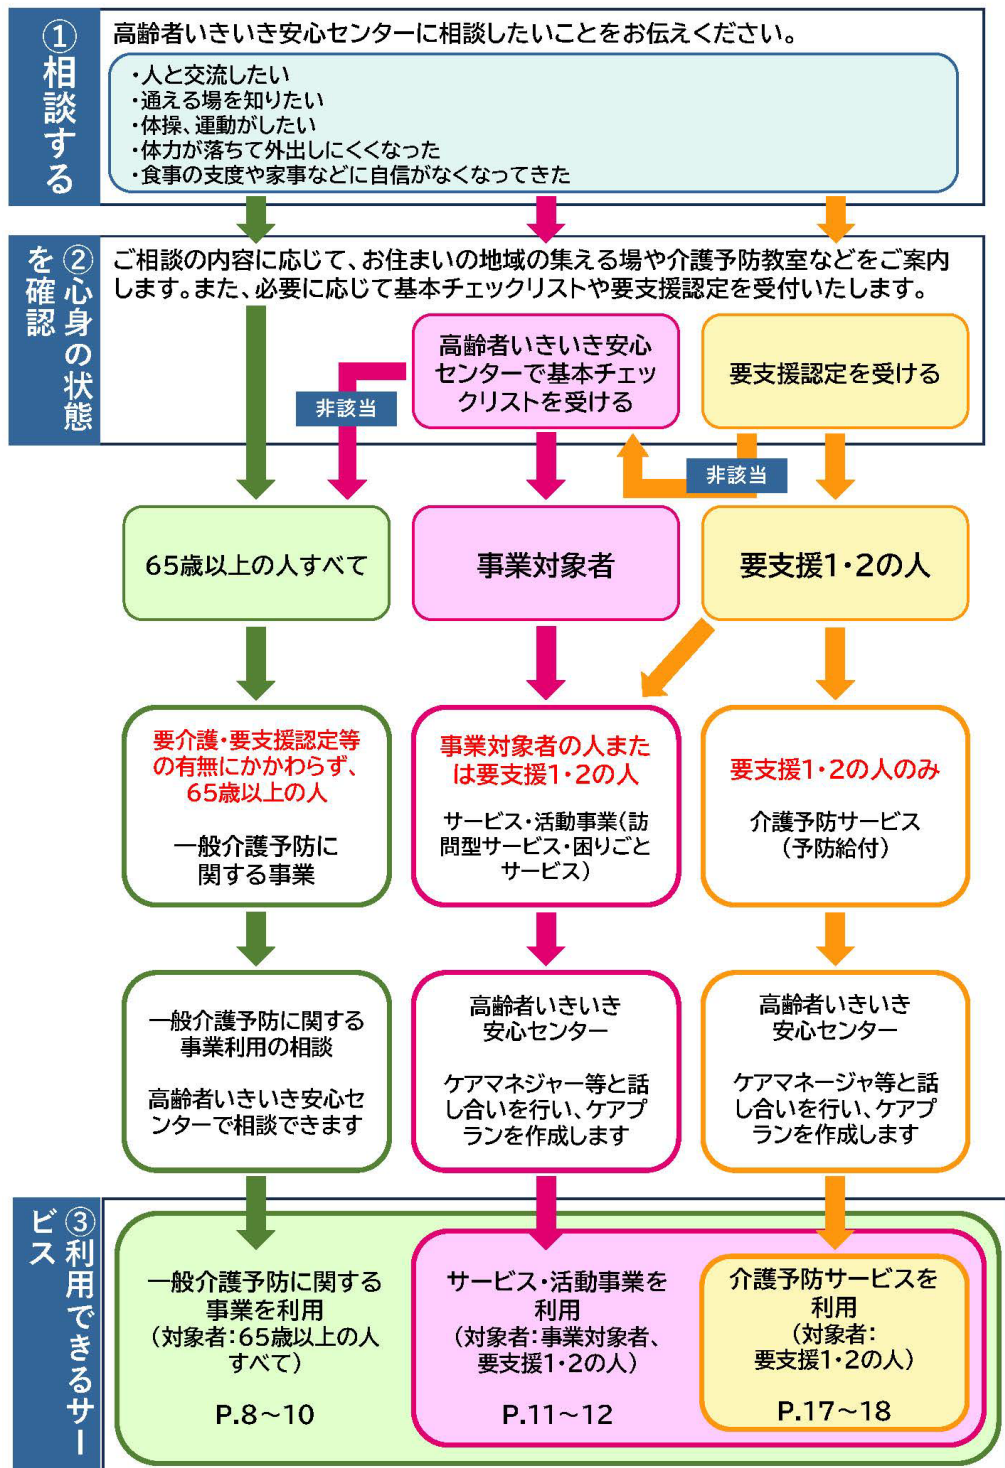 ①相談する
高齢者いきいき安心センターに相談したいことをお伝えください。
・人と交流したい
・通える場を知りたい
・体操、運動がしたい
・体力が落ちて外出しにくくなった
・食事の支度や家事などに自信がなくなってきた
②心身の状態
を確認
ご相談の内容に応じて、お住まいの地域の集える場や介護予防教室などをご案内
します。また、必要に応じて基本チェックリストや要支援認定を受付いたします。
高齢者いきいき安心
センターで基本チェッ
クリストを受ける
要支援認定を受ける
非該当
非該当
65歳以上の人すべて
事業対象者
要支援1・2の人
要介護・要支援認定等
の有無にかかわらず、
65歳以上の人
一般介護予防に
関する事業
事業対象者の人また
は要支援1・2の人
サービス・活動事業(訪
問型サービス・困りごと
サービス)
要支援1・2の人のみ
介護予防サービス
(予防給付)
一般介護予防に関する
事業利用の相談
高齢者いきいき安心セ
ンターで相談できます
高齢者いきいき
安心センター
ケアマネジャー等と話
し合いを行い、ケアプ
ランを作成します
高齢者いきいき
安心センター
ケアマネージャ等と話
し合いを行い、ケアプ
ランを作成します
③利用できるサー
ビス
一般介護予防に関する
事業を利用
(対象者:65歳以上の人
すべて)
P.8～10
サービス・活動事業を
利用
(対象者:事業対象者、
要支援1・2の人)
P.11～12
介護予防サービスを
利用
(対象者:
要支援1・2の人)
P.17～18